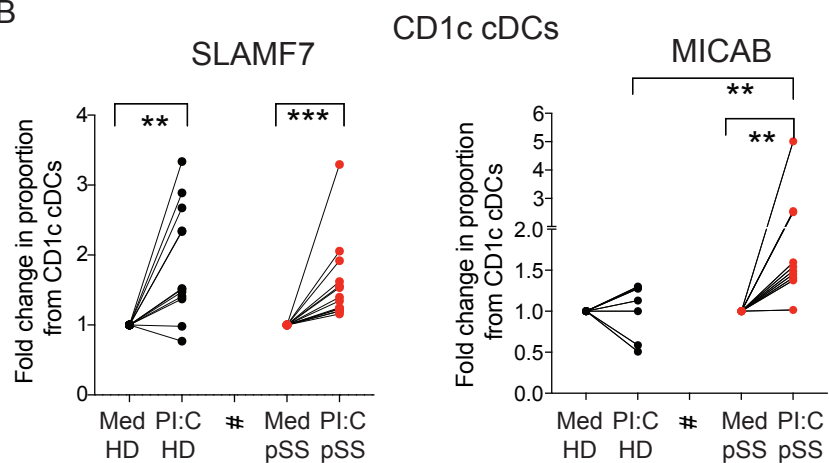 B
CD1c cDCs
SLAMF7
MICAB
Fold change in proportion
from CD1c cDCs
4
3
2
1
0
**
***
Med PI:C # Med PI:C
HD HD pSS pSS
Fold change in proportion
from CD1c cDCs
6
5
4
3
2.0
1.5
1.0
0.5
0.0
**
**
Med PI:C # Med PI:C
HD HD pSS pSS